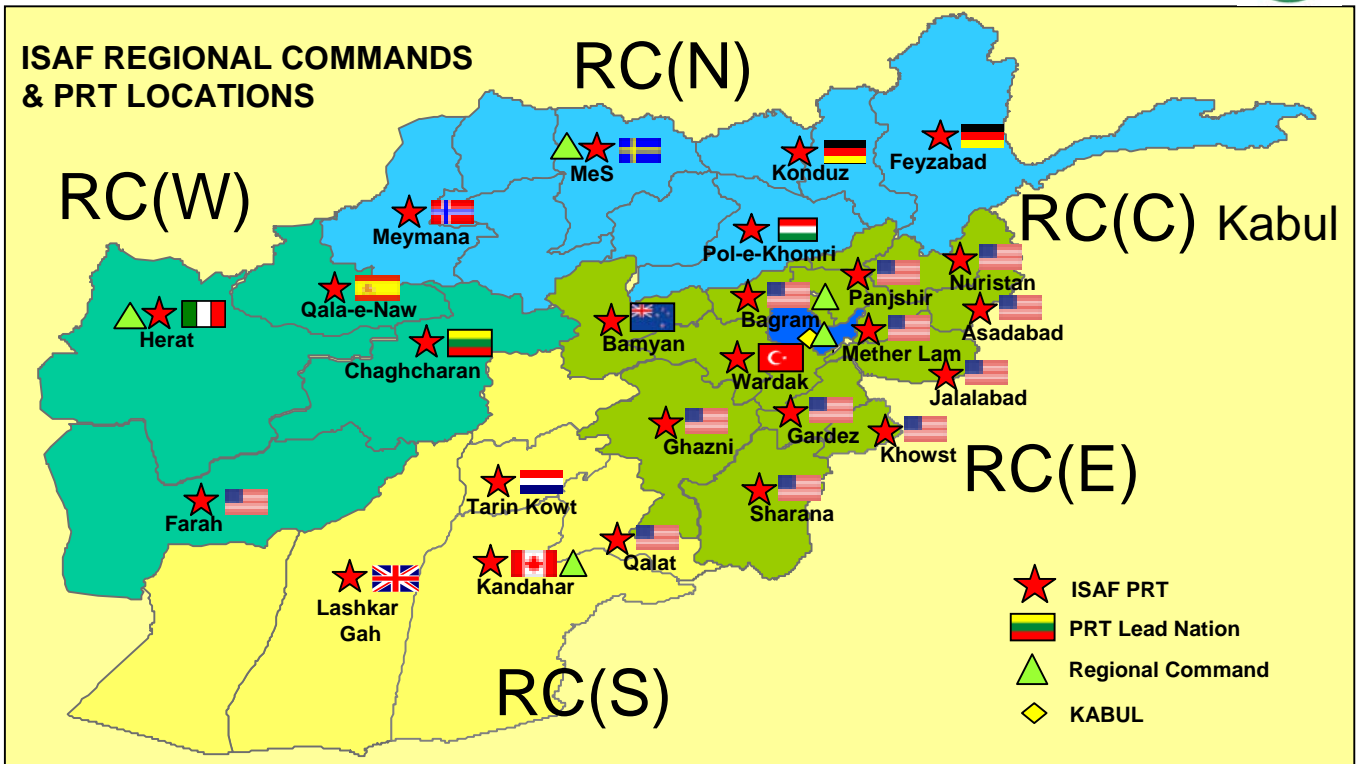 ISAF REGIONAL COMMANDS
& PRT LOCATIONS
RC(N)
RC(W)
RC(C) Kabul
RC(E)
RC(S)
MeS
Konduz
Feyzabad
Meymana
Pol-e-Khomri
Qala-e-Naw
Herat
Chaghcharan
Bamyan
Bagram
Panjshir
Nuristan
Asadabad
Mether Lam
Wardak
Jalalabad
Ghazni
Gardez
Khowst
Sharana
Farah
Tarin Kowt
Qalat
Kandahar
Lashkar
Gah
ISAF PRT
PRT Lead Nation
Regional Command
KABUL